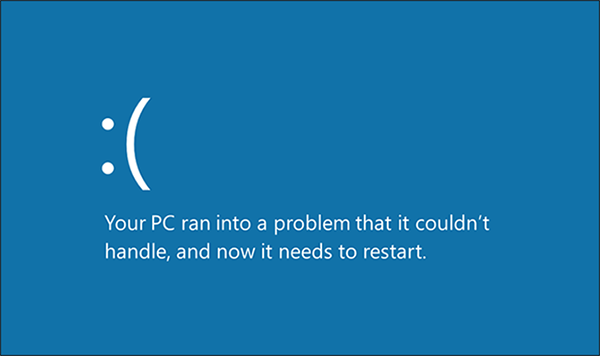 :(
Your PC ran into a problem that it couldn't
handle, and now it needs to restart.